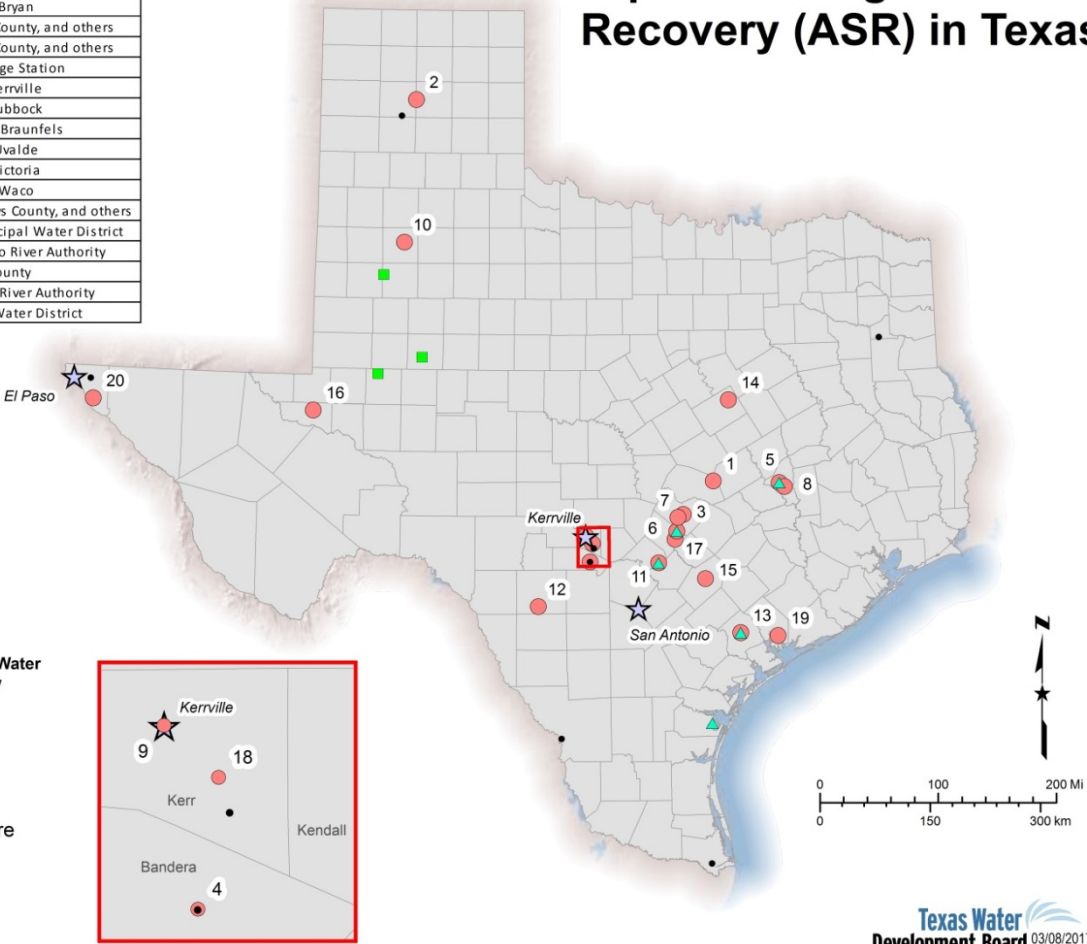 Recovery (ASR) in Texas
Bryan
County, and others
County, and others
ge Station
errville
ubbock
Braunfels
Uvalde
ictoria
Waco
s County, and others
cipal Water District
o River Authority
ounty
River Authority
Water District
2
10
El Paso
20
16
14
1
5
8
7
3
Kerrville
6
17
11
15
12
13
19
San Antonio
Water
Kerrville
9
18
Kerr
Kendall
Bandera
4
re
N
0
100
200 Mi
0
150
300 km
Texas Water
Development Board 03/08/201